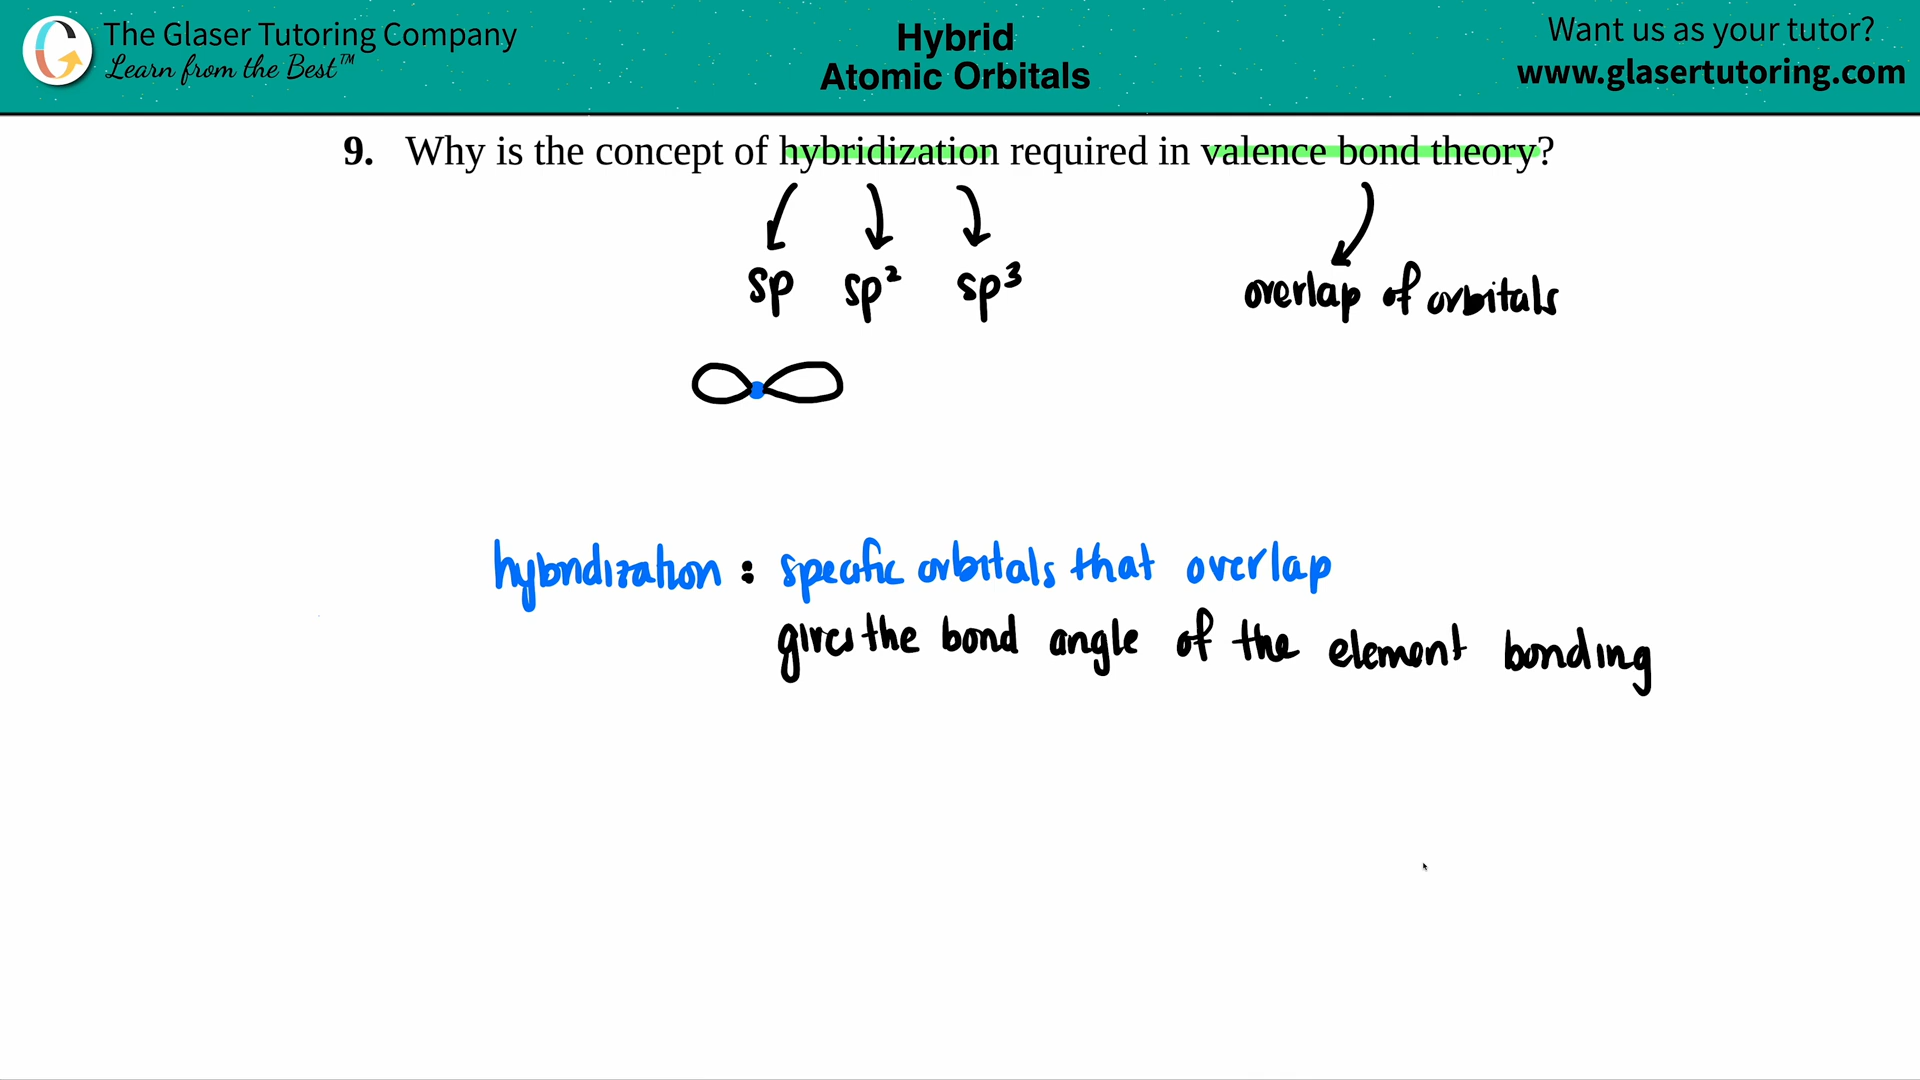 The Glaser Tutoring Company
Learn from the Best™
Hybrid
Atomic Orbitals
Want us as your tutor?
www.glasertutoring.com
9. Why is the concept of hybridization required in valence bond theory?
sp sp² sp³
overlap of orbitals
hybridization : specific orbitals that overlap
gives the bond angle of the element bonding